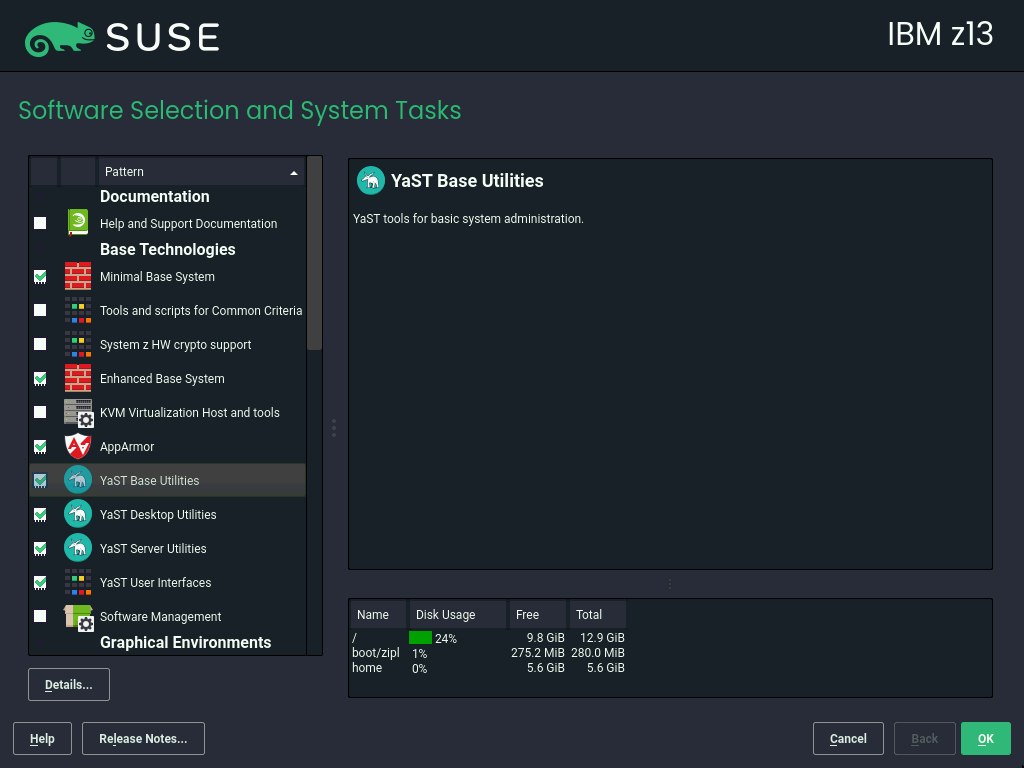 SUSE
IBM z13
Software Selection and System Tasks
Pattern
Documentation
Help and Support Documentation
Base Technologies
Minimal Base System
Tools and scripts for Common Criteria
System z HW crypto support
Enhanced Base System
KVM Virtualization Host and tools
AppArmor
YaST Base Utilities
YaST Desktop Utilities
YaST Server Utilities
YaST User Interfaces
Software Management
Graphical Environments
Details...
YaST Base Utilities
YaST tools for basic system administration.
Name Disk Usage Free Total
/ 24% 9.8 GiB 12.9 GiB
boot/zipl 1% 275.2 MiB 280.0 MiB
home 0% 5.6 GiB 5.6 GiB
Help Release Notes... Cancel Back OK